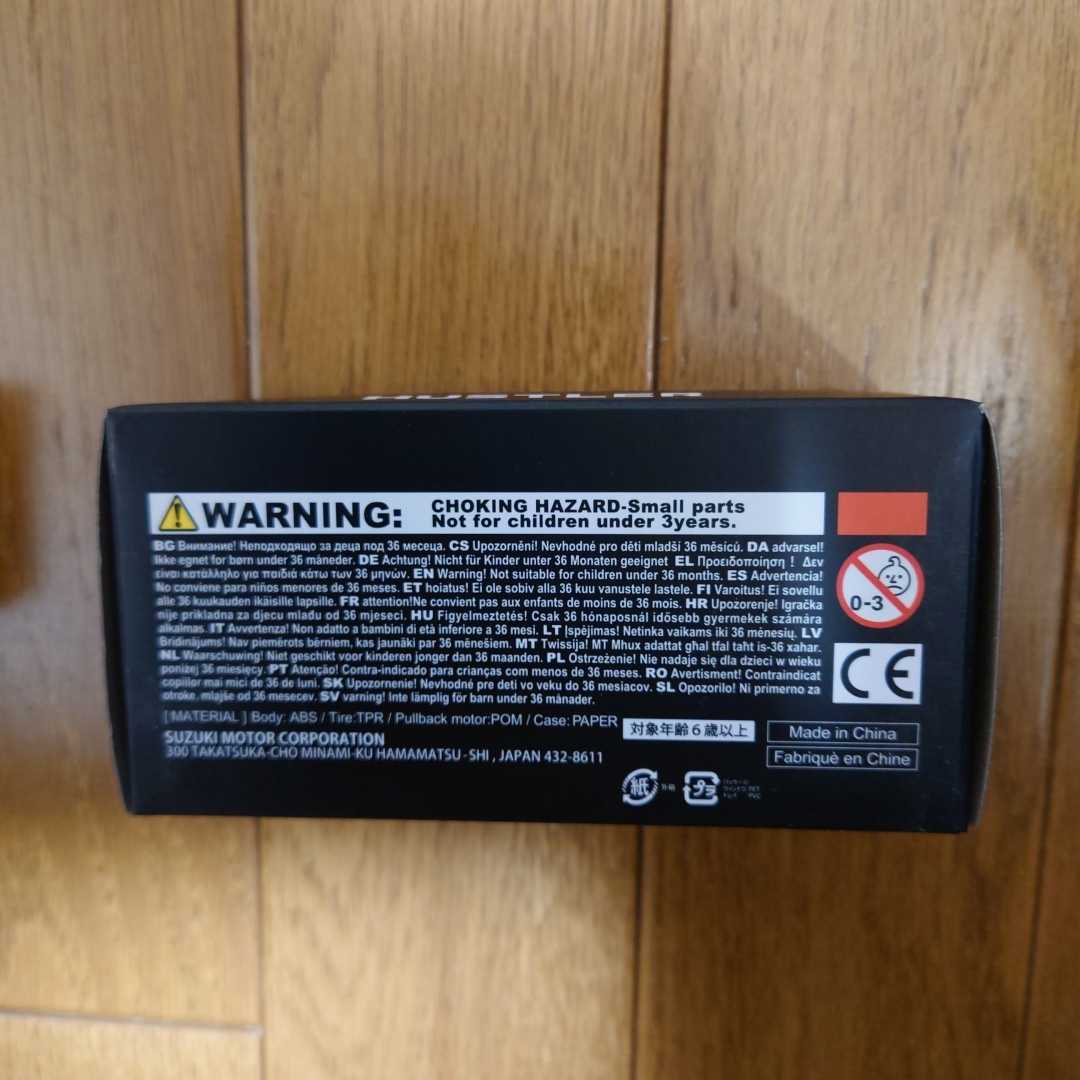 HUSTLER
WARNING: CHOKING HAZARD-Small parts
Not for children under 3years.
BG Внимание! Неподходящо за деца под 36 месеца. CS Upozornění! Nevhodné pro děti mladší 36 měsíců. DA advarsel!
Ikke egnet for børn under 36 måneder. DE Achtung! Nicht für Kinder unter 36 Monaten geeignet EL Προειδοποίηση ! Δεν
είναι κατάλληλο για παιδιά κάτω των 36 μηνών. EN Warning! Not suitable for children under 36 months. ES Advertencia!
No conviene para niños menores de 36 meses. ET hoiatus! Ei ole sobiv alla 36 kuu vanustele lastele. FI Varoitus! Ei sovellu
alle 36 kuukauden ikäisille lapsille. FR attention!Ne convient pas aux enfants de moins de 36 mois. HR Upozorenje! Igračka
nije prikladna za djecu mlađu od 36 mjeseci. HU Figyelmeztetés! Csak 36 hónaposnál idősebb gyermekek számára
alkalmas. IT Avvertenza! Non adatto a bambini di età inferiore a 36 mesi. LT Įspėjimas! Netinka vaikams iki 36 mėnesių. LV
Brīdinājums! Nav piemērots bērniem, kas jaunāki par 36 mēnešiem. MT Twissija! MT Mhux adattat ghal tfal taht is-36 xahar.
NL Waarschuwing! Niet geschikt voor kinderen jonger dan 36 maanden. PL Ostrzeżenie! Nie nadaje się dla dzieci w wieku
poniżej 36 miesięcy. PT Atenção! Contra-indicado para crianças com menos de 36 meses. RO Avertisment! Contraindicat
copiilor mai mici de 36 de luni. SK Upozornenie! Nevhodné pre deti vo veku do 36 mesiacov. SL Opozorilo! Ni primerno za
otroke, mlajše od 36 mesecev. SV varning! Inte lämplig för barn under 36 månader.
0-3
CE
[ MATERIAL ] Body: ABS / Tire:TPR / Pullback motor:POM / Case: PAPER
対象年齢6歳以上
SUZUKI MOTOR CORPORATION
300 TAKATSUKA-CHO MINAMI-KU HAMAMATSU-SHI , JAPAN 432-8611
Made in China
Fabriquè en Chine
紙
プラ
PET
PVC